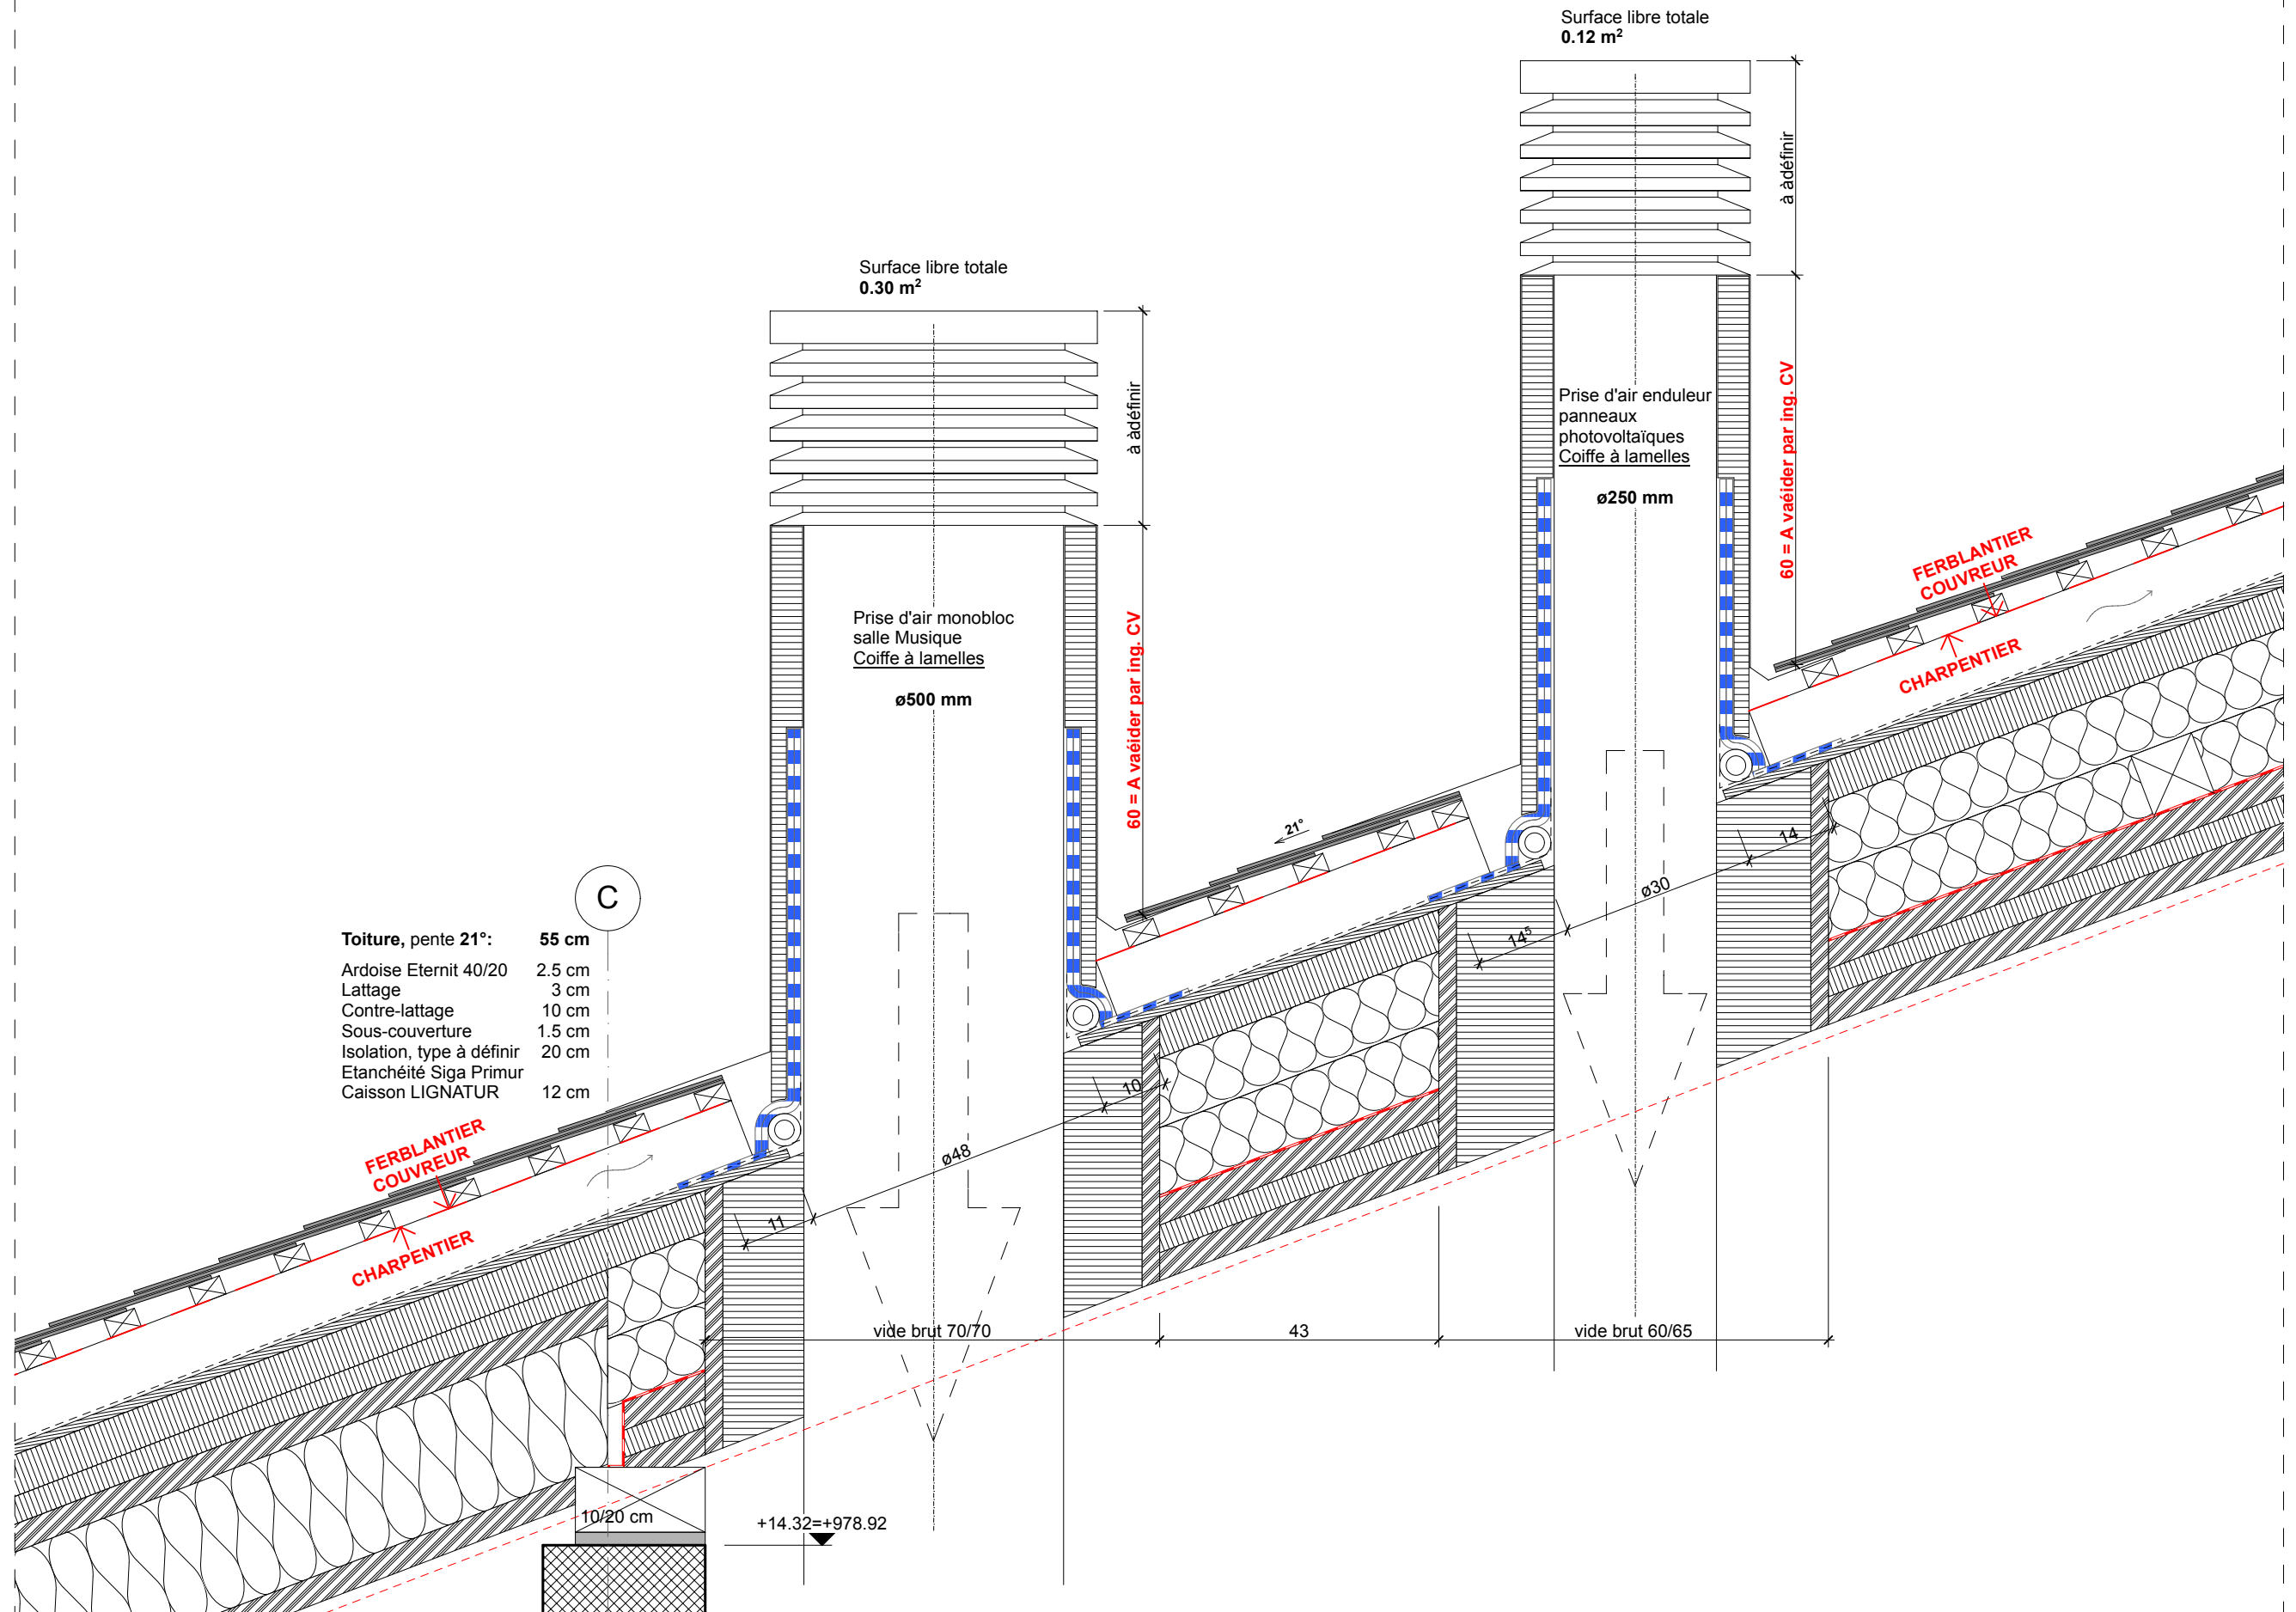 Surface libre totale
0.12 m²
à adéfinir
60 = A vaéider par ing. CV
Prise d'air enduleur
panneaux
photovoltaïques
Coiffe à lamelles
ø250 mm
Surface libre totale
0.30 m²
à adéfinir
60 = A vaéider par ing. CV
Prise d'air monobloc
salle Musique
Coiffe à lamelles
ø500 mm
FERBLANTIER
COUVREUR
CHARPENTIER
21°
14
ø30
14⁵
C
Toiture, pente 21°: 55 cm
Ardoise Eternit 40/20 2.5 cm
Lattage 3 cm
Contre-lattage 10 cm
Sous-couverture 1.5 cm
Isolation, type à définir 20 cm
Etanchéité Siga Primur
Caisson LIGNATUR 12 cm
FERBLANTIER
COUVREUR
CHARPENTIER
10
ø48
11
vide brut 70/70
43
vide brut 60/65
10/20 cm
+14.32=+978.92